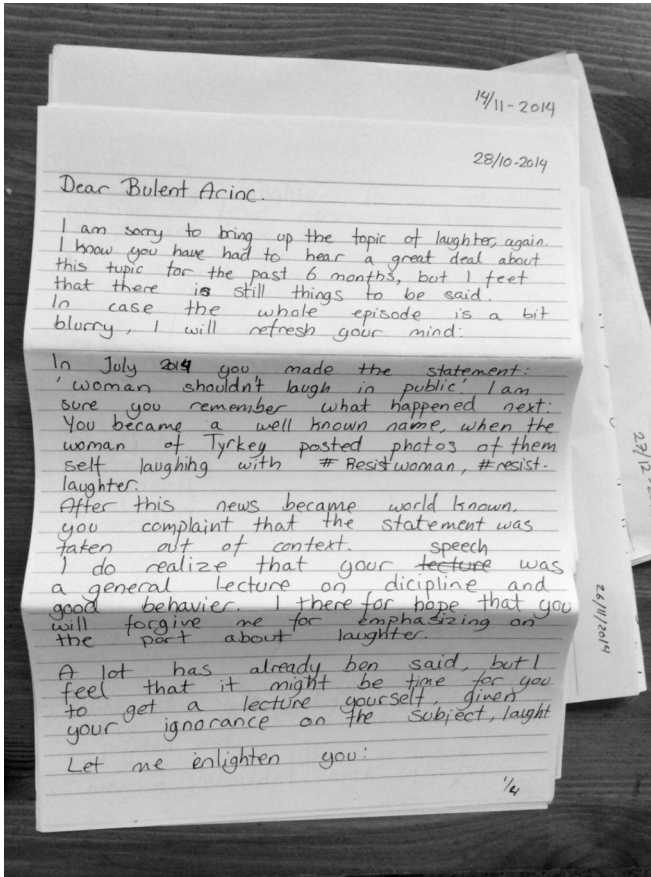 14/11-2014
28/10-2014
Dear Bulent Arinc.
I am sorry to bring up the topic of laughter, again.
I know you have had to hear a great deal about
this topic for the past 6 months, but I feel
that there is still things to be said.
In case the whole episode is a bit
blurry, I will refresh your mind:
In July 2014 you made the statement:
'woman shouldn't laugh in public'. I am
sure you remember what happened next:
You became a well known name, when the
woman of Tyrkey posted photos of them
self laughing with # Resistwoman, #resist-
laughter.
After this news became world known,
you complaint that the statement was
taken out of context.
I do realize that your lecture speech was
a general lecture on dicipline and
good behavier. I there for hope that you
will forgive me for emphasizing on
the part about laughter.
A lot has already ben said, but I
feel that it might be time for you
to get a lecture yourself, given
your ignorance on the subject, laught
Let me enlighten you:
1/4
26/11/2014